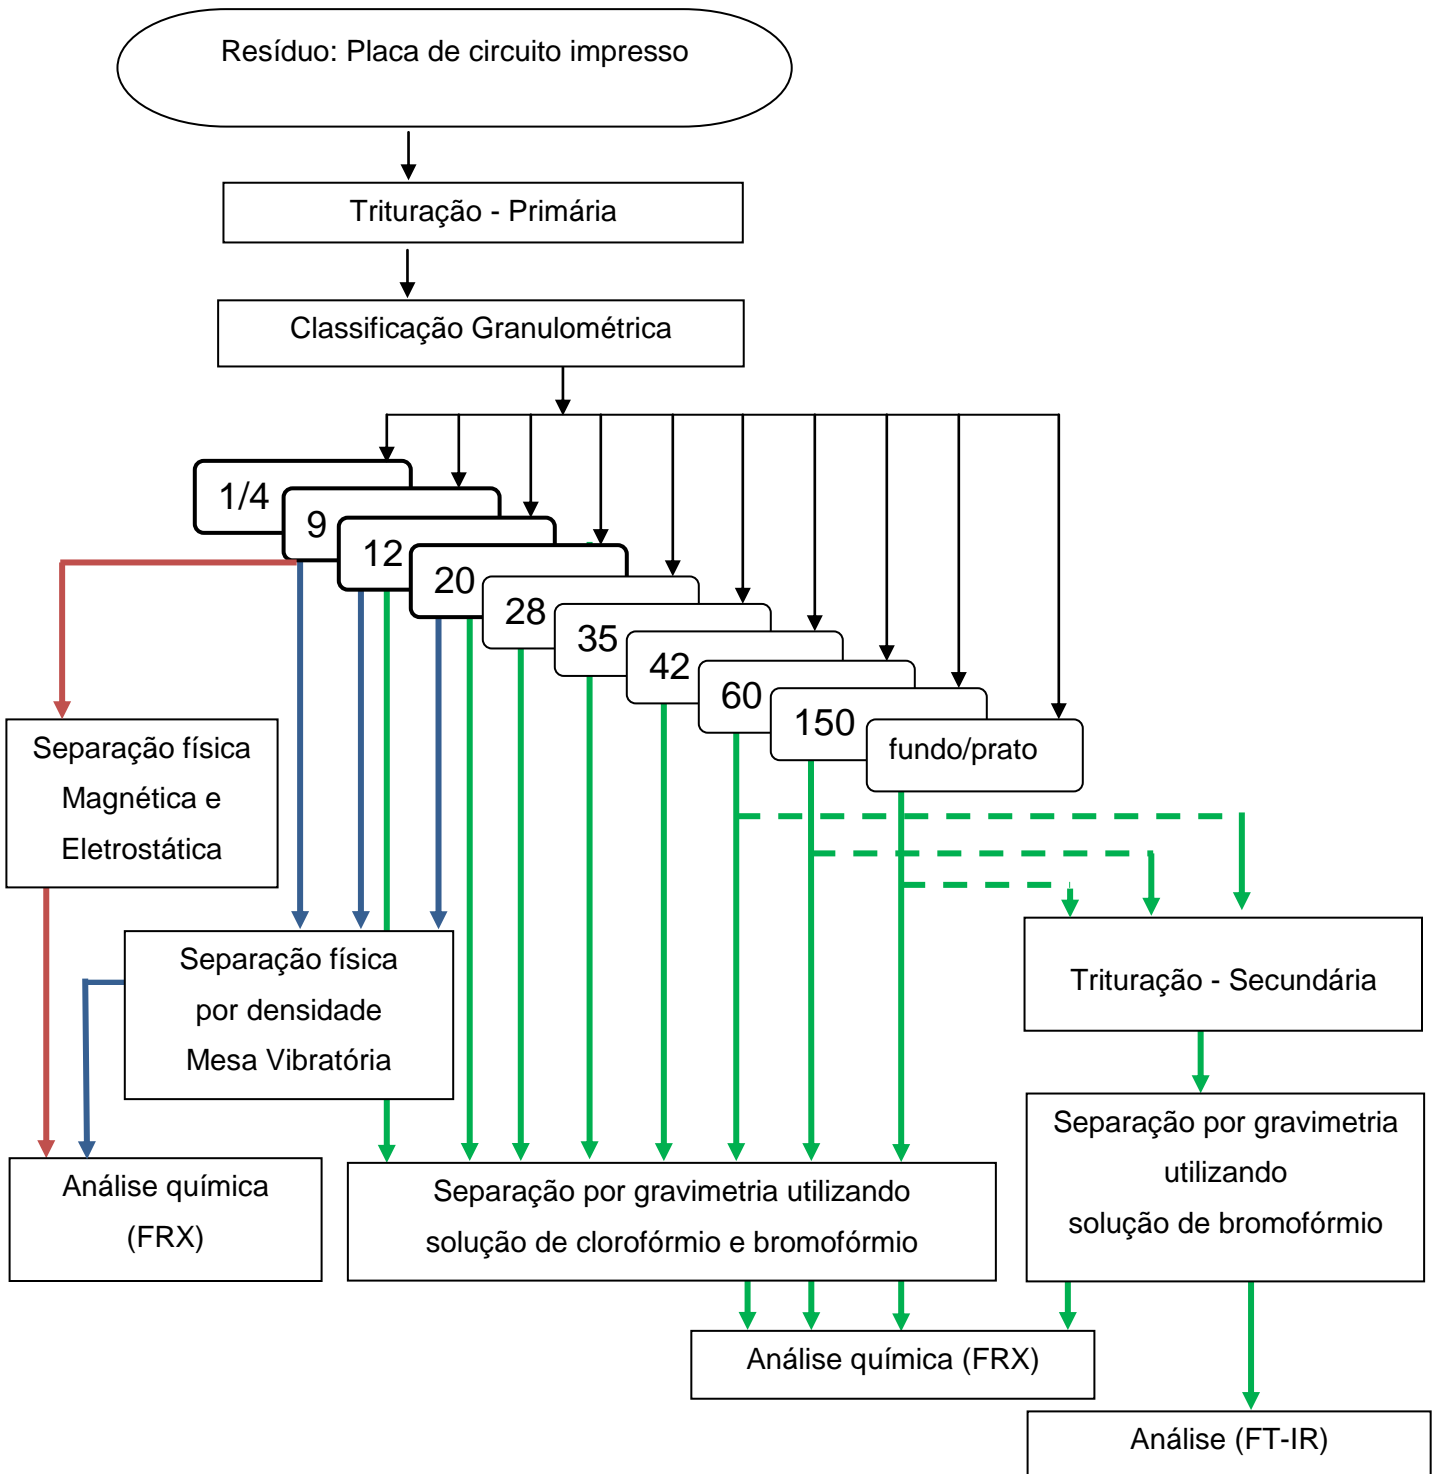 Resíduo: Placa de circuito impresso
Trituração - Primária
Classificação Granulométrica
1/4
9
12
20
28
35
42
60
150
fundo/prato
Separação física
Magnética e
Eletrostática
Separação física
por densidade
Mesa Vibratória
Trituração - Secundária
Separação por gravimetria
utilizando
solução de bromofórmio
Análise química
(FRX)
Separação por gravimetria utilizando
solução de clorofórmio e bromofórmio
Análise química (FRX)
Análise (FT-IR)